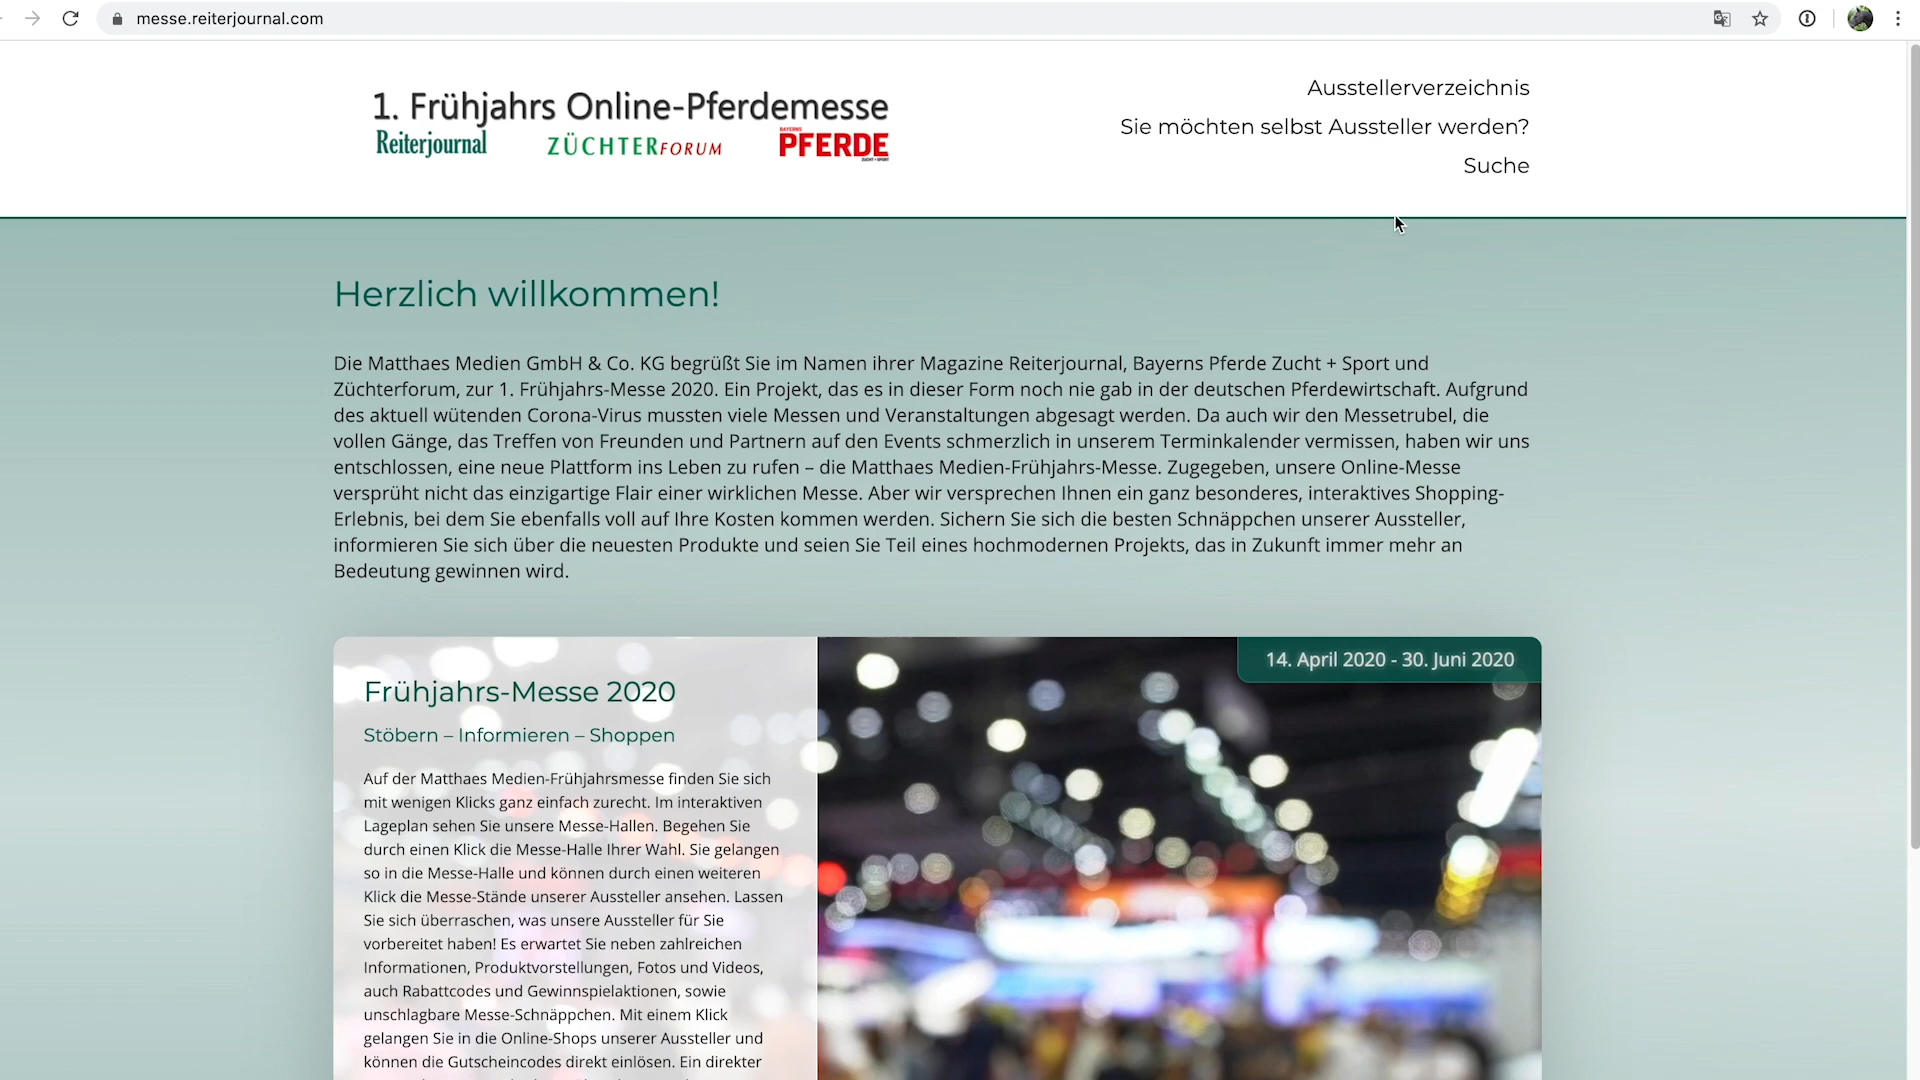 messe.reiterjournal.com
1. Frühjahrs Online-Pferdemesse
Reiterjournal ZÜCHTERFORUM BAYERNS PFERDE ZUCHT + SPORT
Ausstellerverzeichnis
Sie möchten selbst Aussteller werden?
Suche
Herzlich willkommen!
Die Matthaes Medien GmbH & Co. KG begrüßt Sie im Namen ihrer Magazine Reiterjournal, Bayerns Pferde Zucht + Sport und
Züchterforum, zur 1. Frühjahrs-Messe 2020. Ein Projekt, das es in dieser Form noch nie gab in der deutschen Pferdewirtschaft. Aufgrund
des aktuell wütenden Corona-Virus mussten viele Messen und Veranstaltungen abgesagt werden. Da auch wir den Messetrubel, die
vollen Gänge, das Treffen von Freunden und Partnern auf den Events schmerzlich in unserem Terminkalender vermissen, haben wir uns
entschlossen, eine neue Plattform ins Leben zu rufen – die Matthaes Medien-Frühjahrs-Messe. Zugegeben, unsere Online-Messe
versprüht nicht das einzigartige Flair einer wirklichen Messe. Aber wir versprechen Ihnen ein ganz besonderes, interaktives Shopping-
Erlebnis, bei dem Sie ebenfalls voll auf Ihre Kosten kommen werden. Sichern Sie sich die besten Schnäppchen unserer Aussteller,
informieren Sie sich über die neuesten Produkte und seien Sie Teil eines hochmodernen Projekts, das in Zukunft immer mehr an
Bedeutung gewinnen wird.
14. April 2020 - 30. Juni 2020
Frühjahrs-Messe 2020
Stöbern – Informieren – Shoppen
Auf der Matthaes Medien-Frühjahrsmesse finden Sie sich
mit wenigen Klicks ganz einfach zurecht. Im interaktiven
Lageplan sehen Sie unsere Messe-Hallen. Begehen Sie
durch einen Klick die Messe-Halle Ihrer Wahl. Sie gelangen
so in die Messe-Halle und können durch einen weiteren
Klick die Messe-Stände unserer Aussteller ansehen. Lassen
Sie sich überraschen, was unsere Aussteller für Sie
vorbereitet haben! Es erwartet Sie neben zahlreichen
Informationen, Produktvorstellungen, Fotos und Videos,
auch Rabattcodes und Gewinnspielaktionen, sowie
unschlagbare Messe-Schnäppchen. Mit einem Klick
gelangen Sie in die Online-Shops unserer Aussteller und
können die Gutscheincodes direkt einlösen. Ein direkter